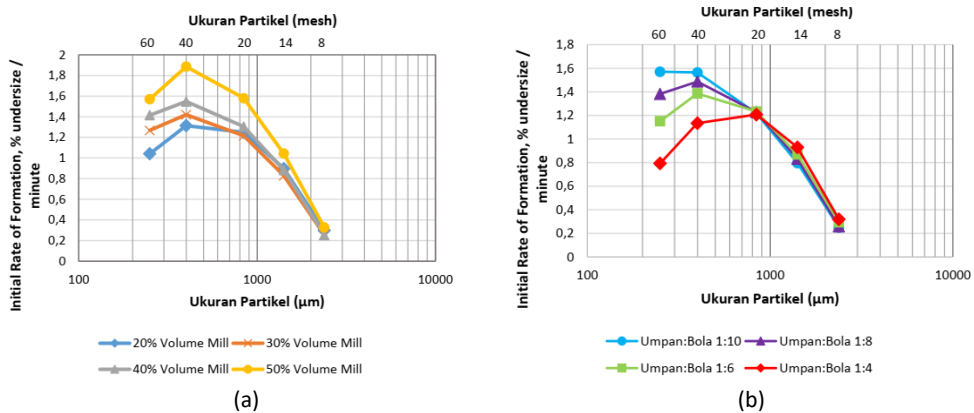 Ukuran Partikel (mesh)
60 40 20 14 8
2
1,8
1,6
1,4
1,2
1
0,8
0,6
0,4
0,2
0
Initial Rate of Formation, % undersize /
minute
100 1000 10000
Ukuran Partikel (µm)
20% Volume Mill 30% Volume Mill
40% Volume Mill 50% Volume Mill
(a)
Ukuran Partikel (mesh)
60 40 20 14 8
1,8
1,6
1,4
1,2
1
0,8
0,6
0,4
0,2
0
Initial Rate of Formation, % undersize /
minute
100 1000 10000
Ukuran Partikel (µm)
Umpan:Bola 1:10 Umpan:Bola 1:8
Umpan:Bola 1:6 Umpan:Bola 1:4
(b)